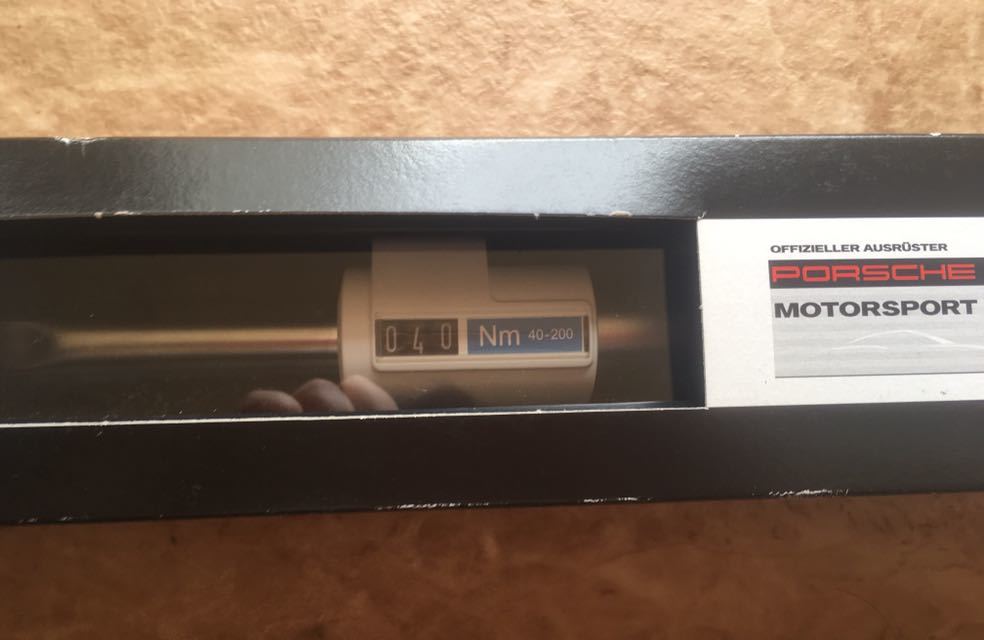 040 Nm 40-200
OFFIZIELLER AUSRÜSTER
PORSCHE
MOTORSPORT